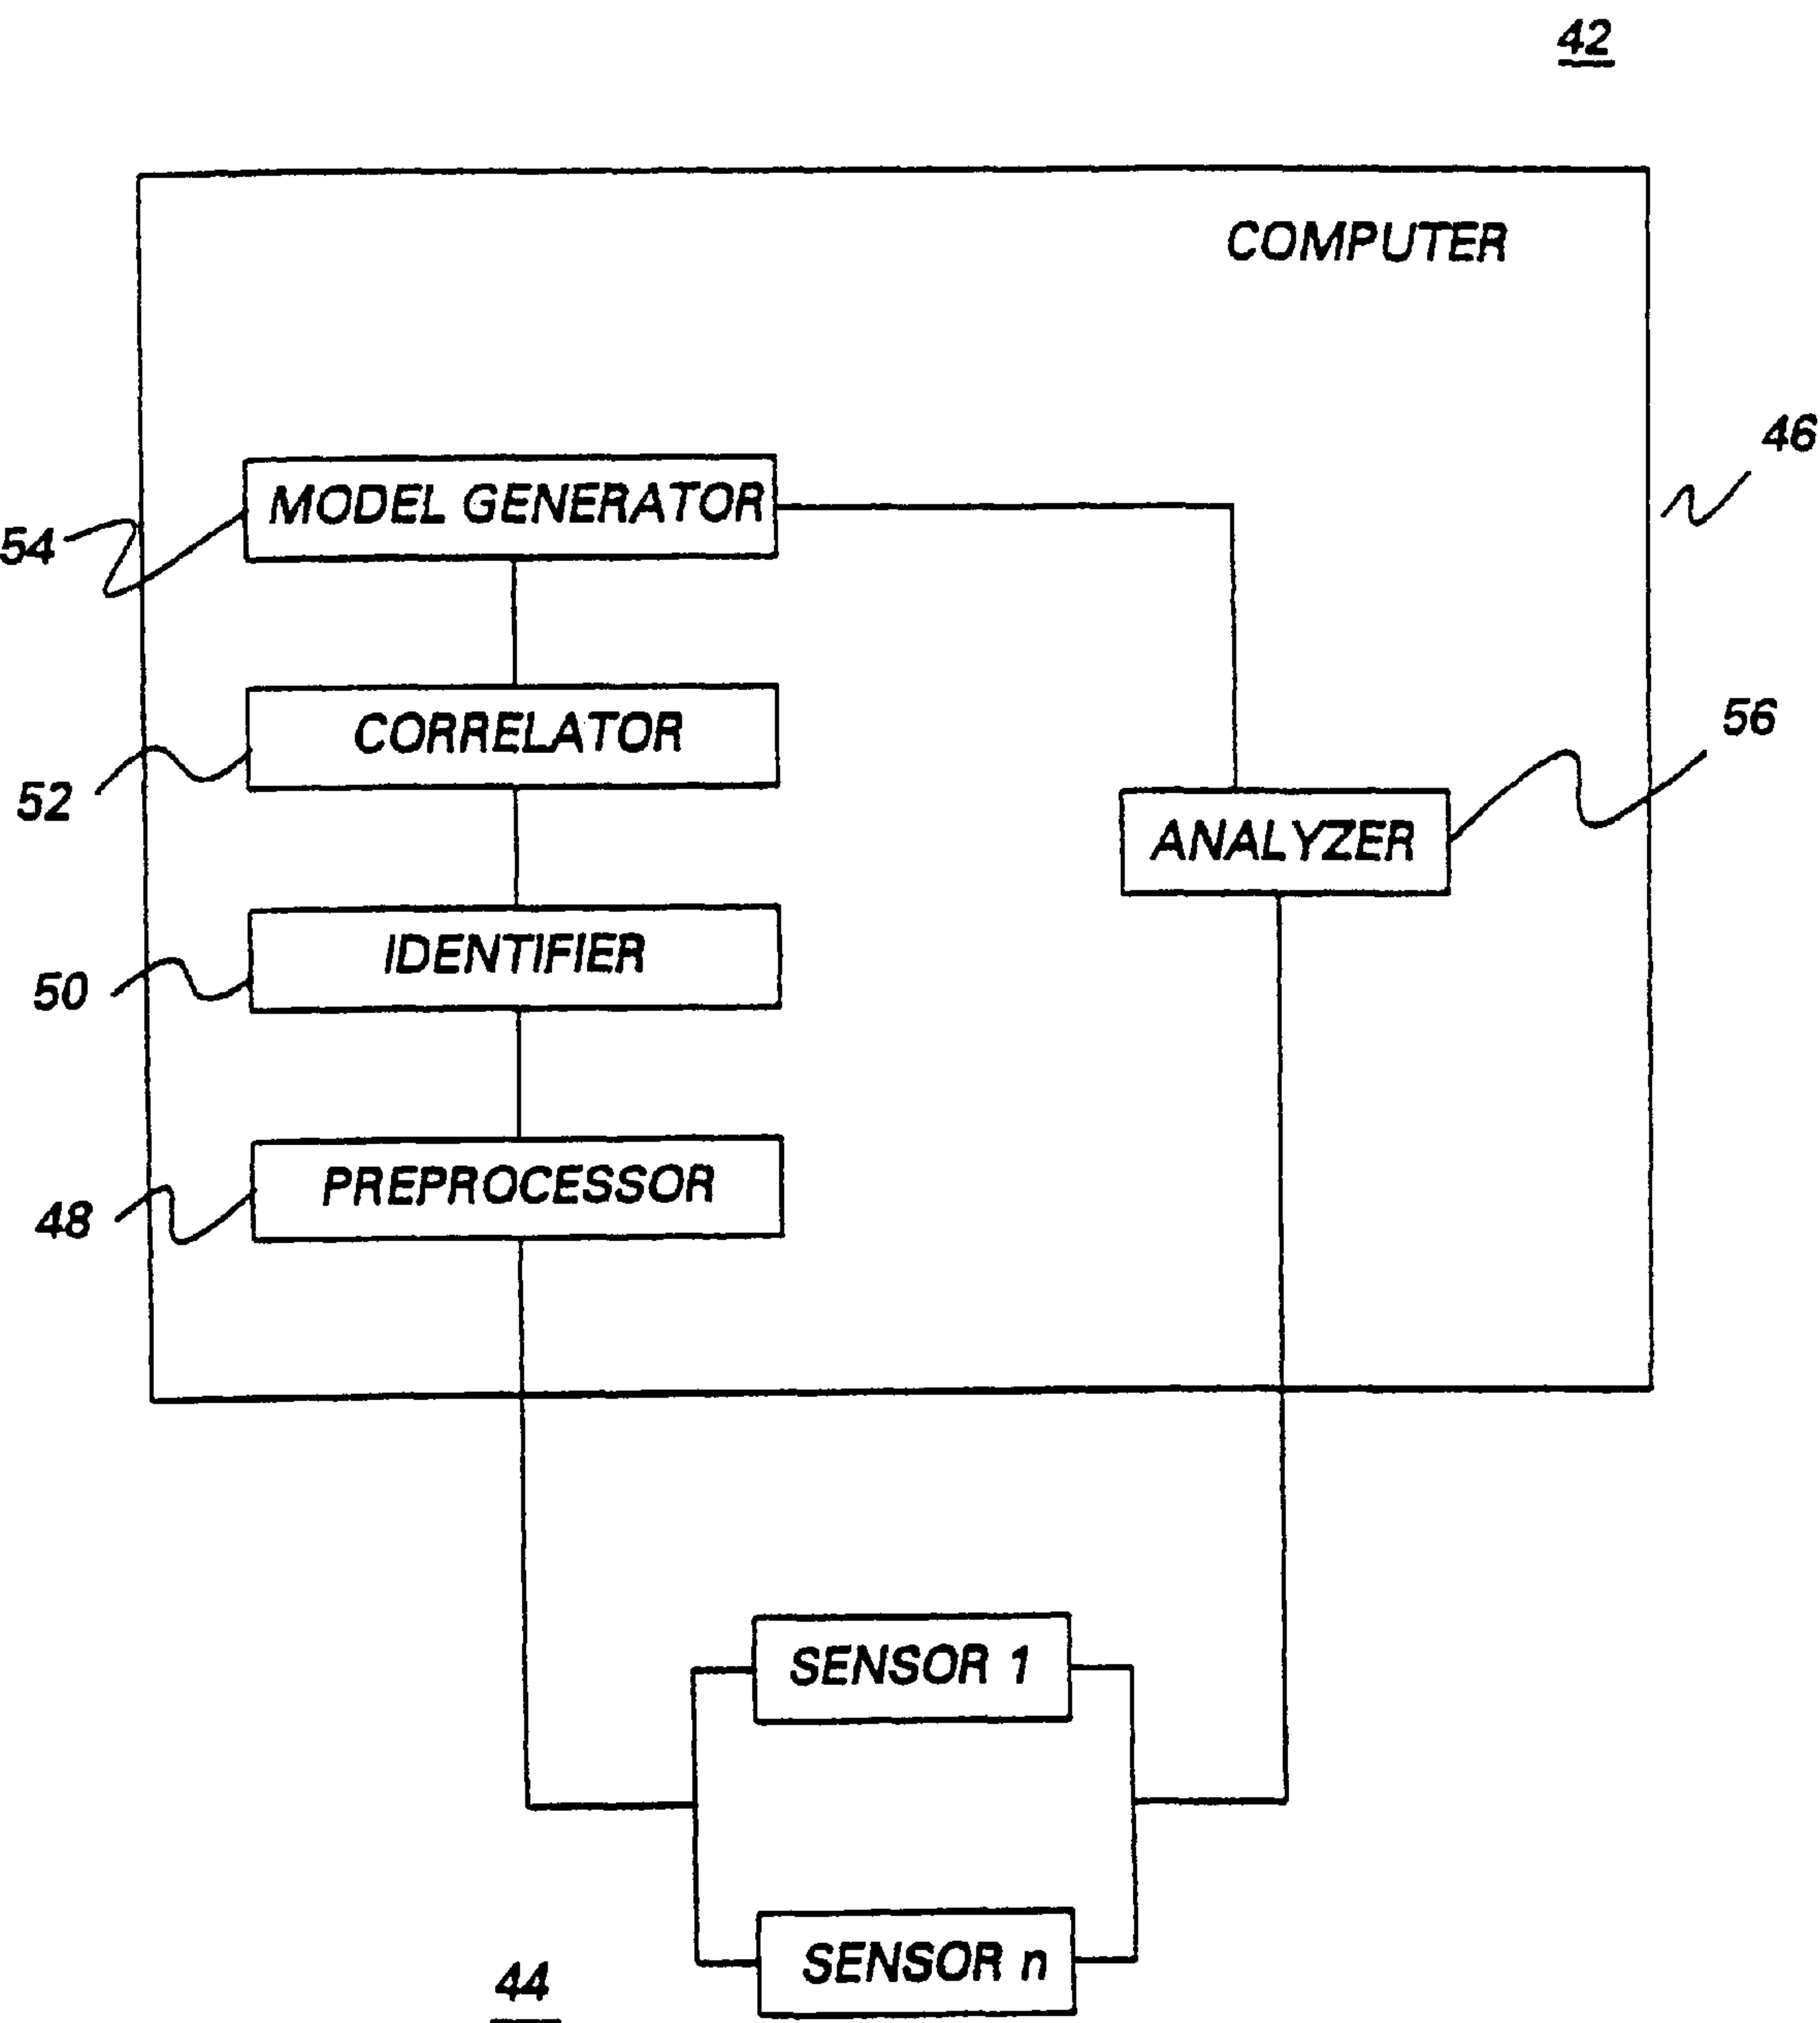 42
COMPUTER
46
MODEL GENERATOR
54
CORRELATOR
56
52
ANALYZER
IDENTIFIER
50
PREPROCESSOR
48
SENSOR 1
SENSOR n
44